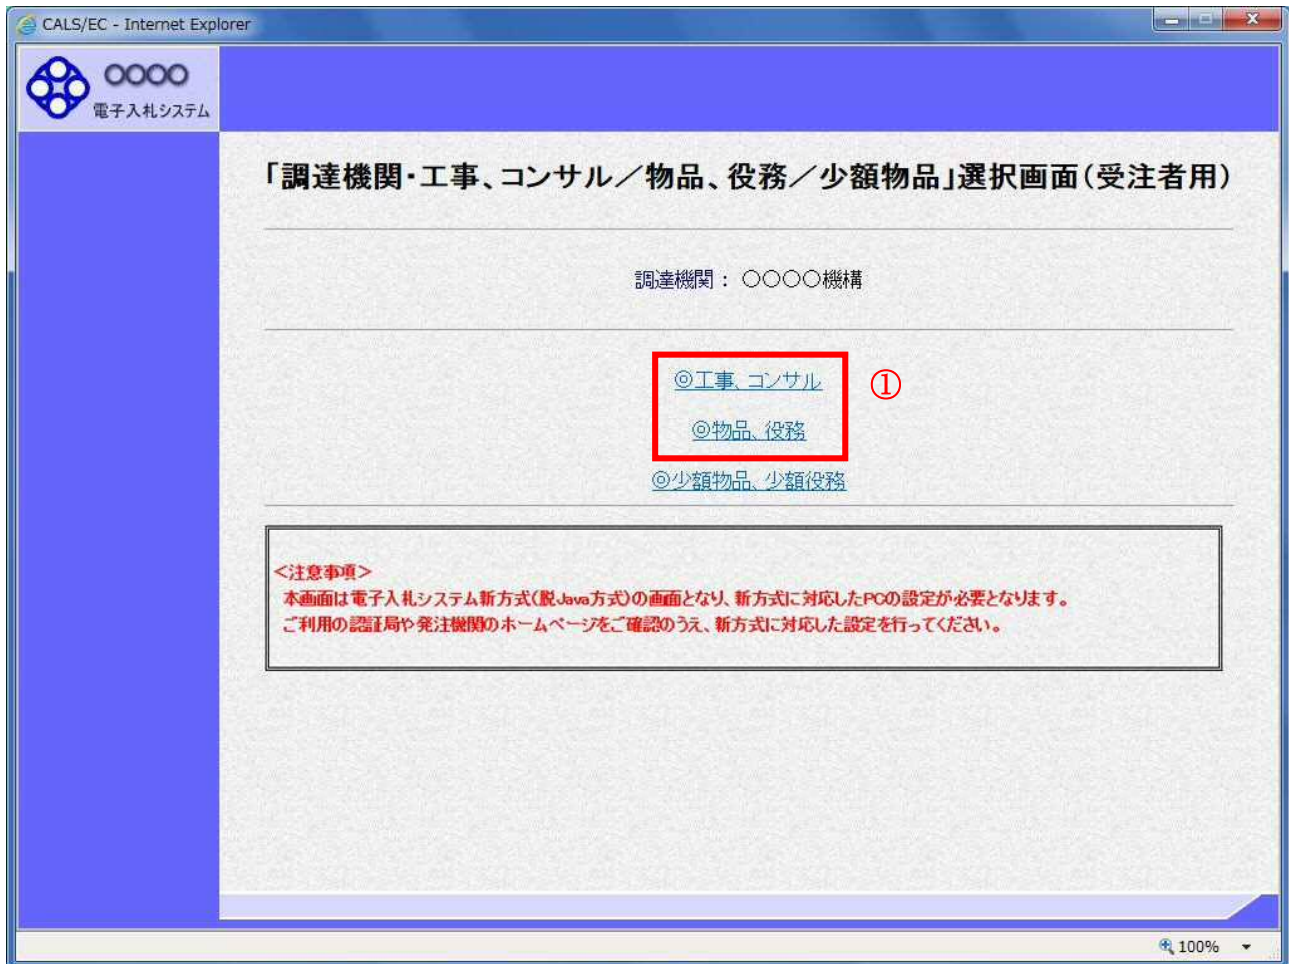 CALS/EC - Internet Explorer
○○○○
電子入札システム
「調達機関・工事、コンサル／物品、役務／少額物品」選択画面(受注者用)
調達機関： ○○○○機構
◎工事、コンサル
①
◎物品、役務
◎少額物品、少額役務
＜注意事項＞
本画面は電子入札システム新方式(脱Java方式)の画面となり、新方式に対応したPCの設定が必要となります。
ご利用の認証局や発注機関のホームページをご確認のうえ、新方式に対応した設定を行ってください。
100%